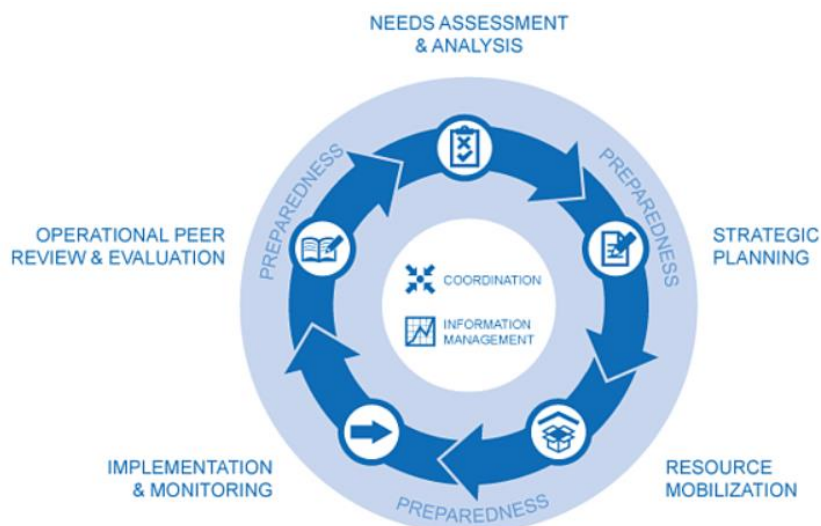 NEEDS ASSESSMENT
& ANALYSIS
PREPAREDNESS
PREPAREDNESS
OPERATIONAL PEER
REVIEW & EVALUATION
STRATEGIC
PLANNING
COORDINATION
INFORMATION
MANAGEMENT
IMPLEMENTATION
& MONITORING
RESOURCE
MOBILIZATION
PREPAREDNESS